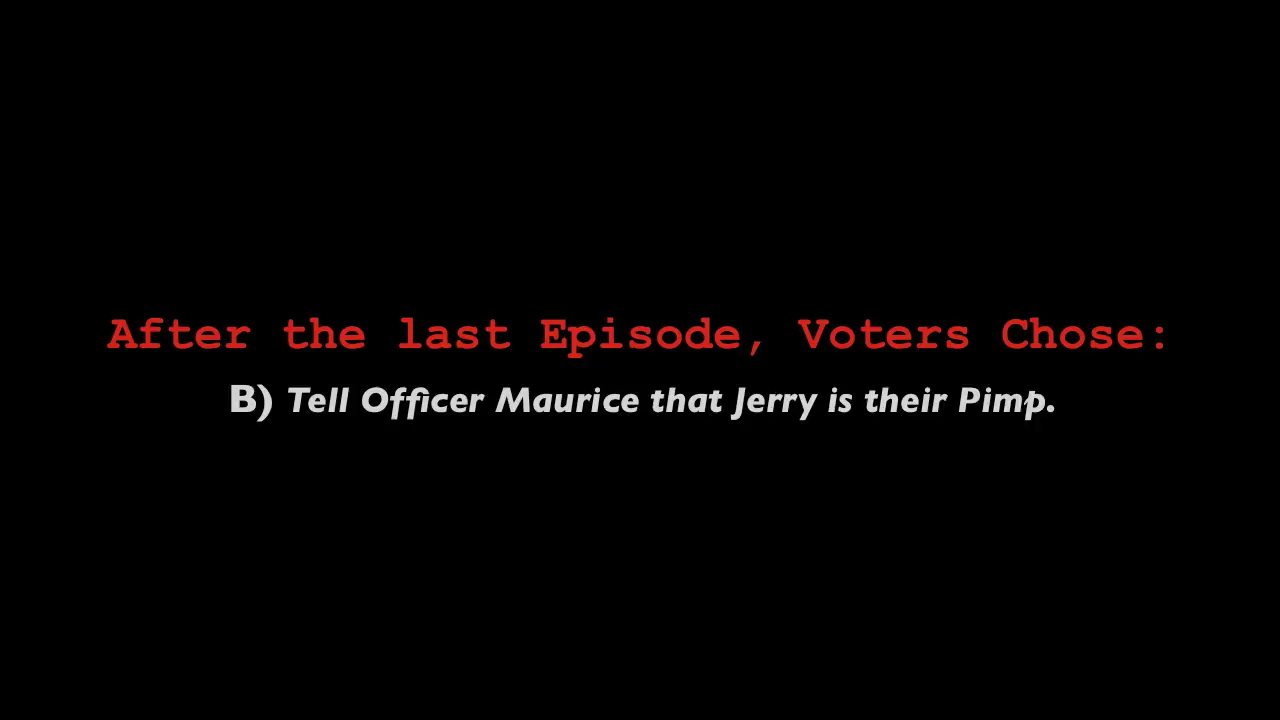 After the last Episode, Voters Chose:
B) Tell Officer Maurice that Jerry is their Pimp.